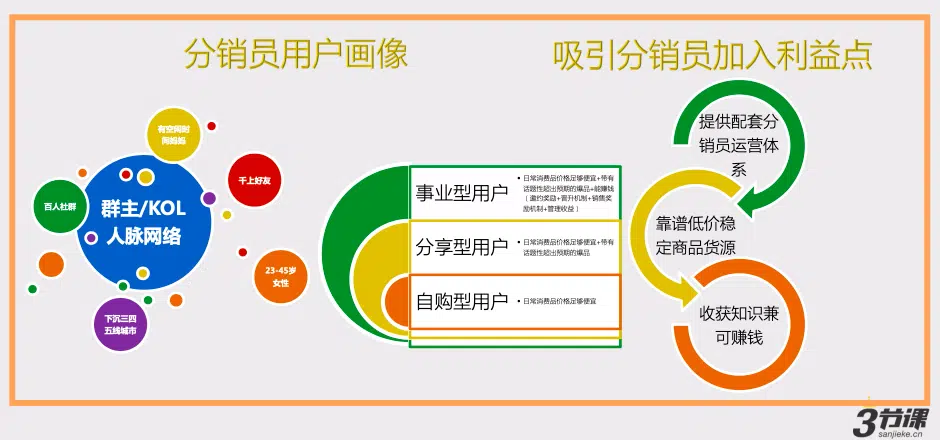 分销员用户画像
吸引分销员加入利益点
有空闲时
间妈妈
千上好友
百人社群
群主/KOL
人脉网络
23-45岁
女性
下沉三四
五线城市
事业型用户
• 日常消费品价格足够便宜+带有
话题性超出预期的爆品+能赚钱
（邀约奖励+晋升机制+销售奖
励机制+管理收益）
分享型用户
• 日常消费品价格足够便宜+带有
话题性超出预期的爆品
自购型用户
• 日常消费品价格足够便宜
提供配套分
销员运营体
系
靠谱低价稳
定商品货源
收获知识兼
可赚钱
3节课
sanjieke.cn